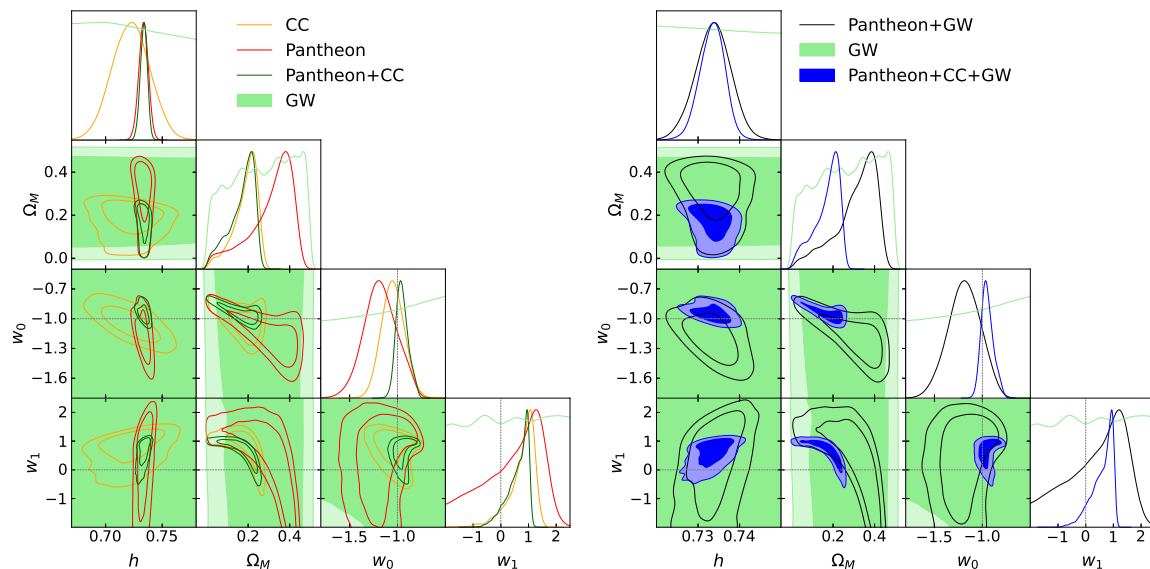 CC
Pantheon
Pantheon+CC
GW
0.4
0.2
0.0
Ω_M
−0.7
−1.0
−1.3
−1.6
w_0
2
1
0
−1
w_1
0.70 0.75
0.2 0.4
−1.5 −1.0
−1 0 1 2
h
Ω_M
w_0
w_1
Pantheon+GW
GW
Pantheon+CC+GW
0.4
0.2
0.0
Ω_M
−0.7
−1.0
−1.3
−1.6
w_0
2
1
0
−1
w_1
0.73 0.74
0.2 0.4
−1.5 −1.0
−1 0 1 2
h
Ω_M
w_0
w_1